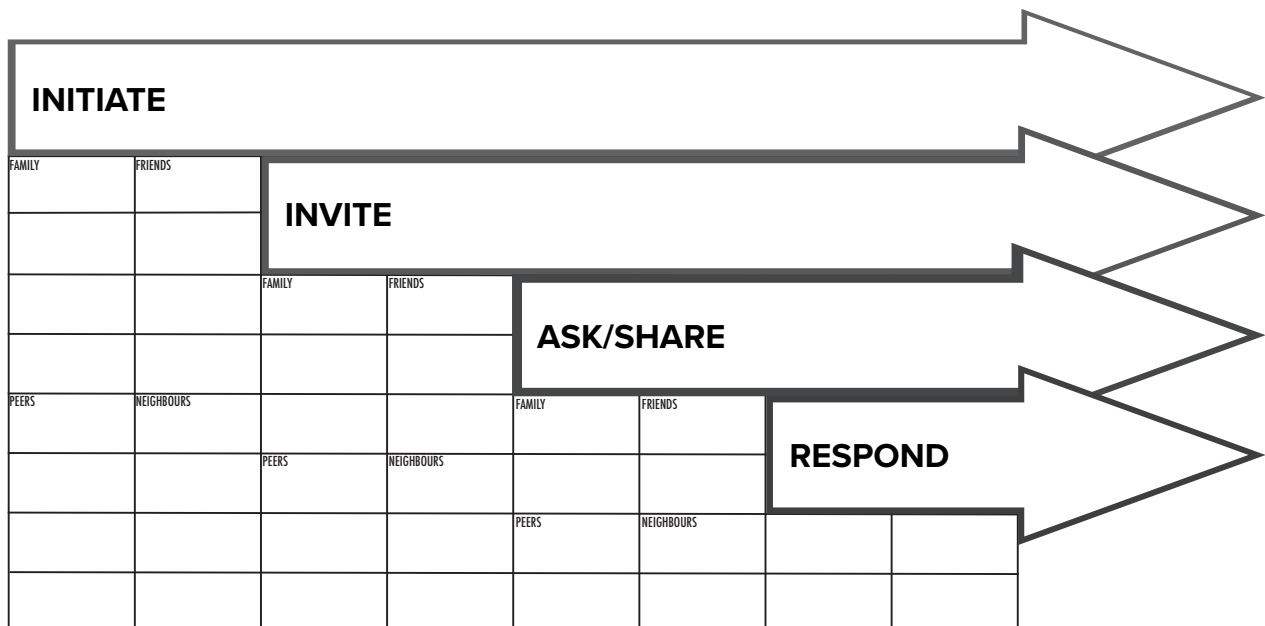 INITIATE
FAMILY FRIENDS
INVITE
FAMILY FRIENDS
ASK/SHARE
PEERS NEIGHBOURS
FAMILY FRIENDS
RESPOND
PEERS NEIGHBOURS
PEERS NEIGHBOURS